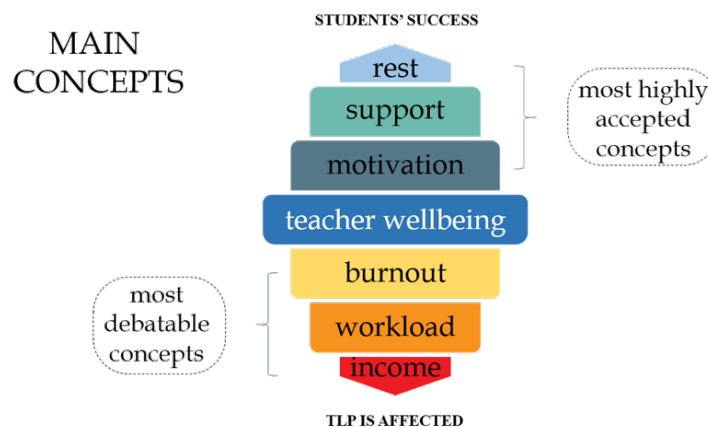 STUDENTS' SUCCESS
MAIN
CONCEPTS
rest
support
motivation
most highly
accepted
concepts
teacher wellbeing
burnout
workload
income
most
debatable
concepts
TLP IS AFFECTED